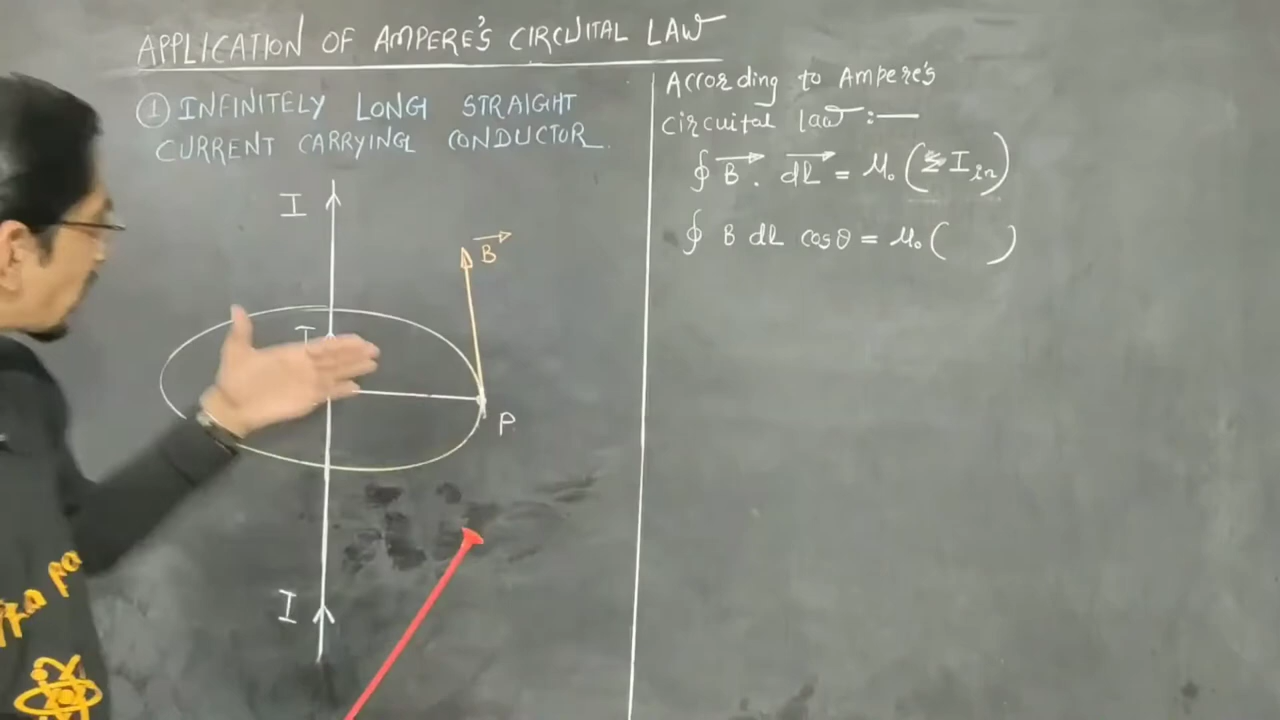 APPLICATION OF AMPERE'S CIRCUITAL LAW
① INFINITELY LONG STRAIGHT
CURRENT CARRYING CONDUCTOR.
I
B
I
P
I
According to Ampere's
circuital law :—
∮ B⃗ . dl⃗ = μ₀ (Σ I in)
∮ B dl cosθ = μ₀ (   )